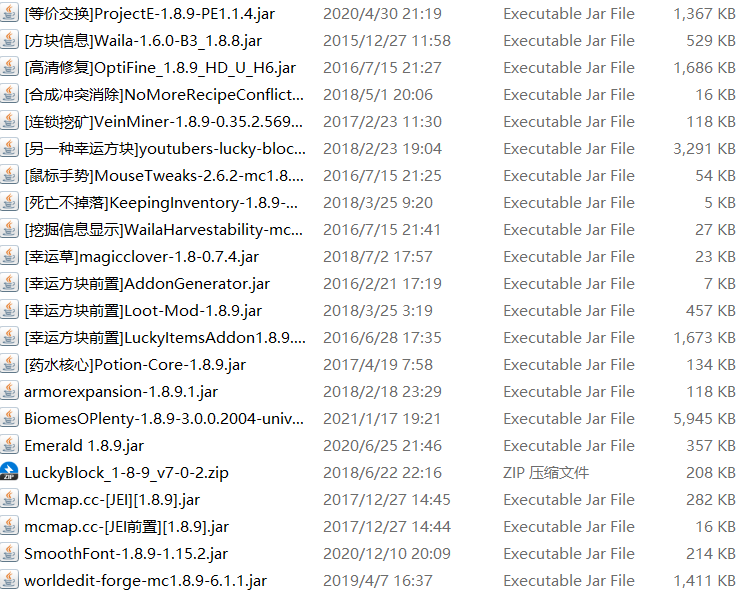 [等价交换]ProjectE-1.8.9-PE1.1.4.jar 2020/4/30 21:19 Executable Jar File 1,367 KB
[方块信息]Waila-1.6.0-B3_1.8.8.jar 2015/12/27 11:58 Executable Jar File 529 KB
[高清修复]OptiFine_1.8.9_HD_U_H6.jar 2016/7/15 21:27 Executable Jar File 1,686 KB
[合成冲突消除]NoMoreRecipeConflict... 2018/5/1 20:06 Executable Jar File 16 KB
[连锁挖矿]VeinMiner-1.8.9-0.35.2.569... 2017/2/23 11:30 Executable Jar File 118 KB
[另一种幸运方块]youtubers-lucky-bloc... 2018/2/23 19:04 Executable Jar File 3,291 KB
[鼠标手势]MouseTweaks-2.6.2-mc1.8.... 2016/7/15 21:25 Executable Jar File 54 KB
[死亡不掉落]KeepingInventory-1.8.9-... 2018/3/25 9:20 Executable Jar File 5 KB
[挖掘信息显示]WailaHarvestability-mc... 2016/7/15 21:41 Executable Jar File 27 KB
[幸运草]magicclover-1.8-0.7.4.jar 2018/7/2 17:57 Executable Jar File 23 KB
[幸运方块前置]AddonGenerator.jar 2016/2/21 17:19 Executable Jar File 7 KB
[幸运方块前置]Loot-Mod-1.8.9.jar 2018/3/25 3:19 Executable Jar File 457 KB
[幸运方块前置]LuckyItemsAddon1.8.9.... 2016/6/28 17:35 Executable Jar File 1,673 KB
[药水核心]Potion-Core-1.8.9.jar 2017/4/19 7:58 Executable Jar File 134 KB
armorexpansion-1.8.9.1.jar 2018/2/18 23:29 Executable Jar File 118 KB
BiomesOPlenty-1.8.9-3.0.0.2004-univ... 2021/1/17 19:21 Executable Jar File 5,945 KB
Emerald 1.8.9.jar 2020/6/25 21:46 Executable Jar File 357 KB
ZIP LuckyBlock_1-8-9_v7-0-2.zip 2018/6/22 22:16 ZIP 压缩文件 208 KB
Mcmap.cc-[JEI][1.8.9].jar 2017/12/27 14:45 Executable Jar File 282 KB
mcmap.cc-[JEI前置][1.8.9].jar 2017/12/27 14:44 Executable Jar File 16 KB
SmoothFont-1.8.9-1.15.2.jar 2020/12/10 20:09 Executable Jar File 214 KB
worldedit-forge-mc1.8.9-6.1.1.jar 2019/4/7 16:37 Executable Jar File 1,411 KB